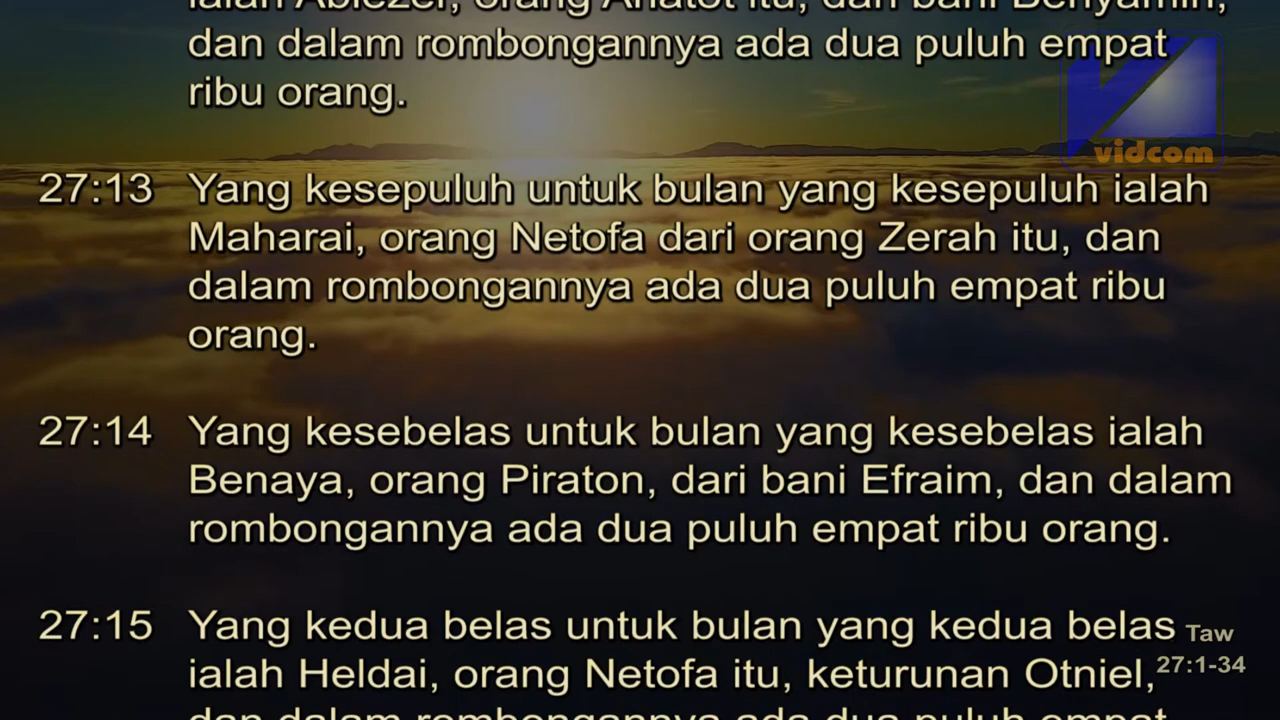 ialah Abiezer, orang Anatot itu, dari bani Benyamin,
dan dalam rombongannya ada dua puluh empat
ribu orang.
vidcom
27:13 Yang kesepuluh untuk bulan yang kesepuluh ialah
Maharai, orang Netofa dari orang Zerah itu, dan
dalam rombongannya ada dua puluh empat ribu
orang.
27:14 Yang kesebelas untuk bulan yang kesebelas ialah
Benaya, orang Piraton, dari bani Efraim, dan dalam
rombongannya ada dua puluh empat ribu orang.
27:15 Yang kedua belas untuk bulan yang kedua belas
ialah Heldai, orang Netofa itu, keturunan Otniel,
dan dalam rombongannya ada dua puluh empat
Taw
27:1-34